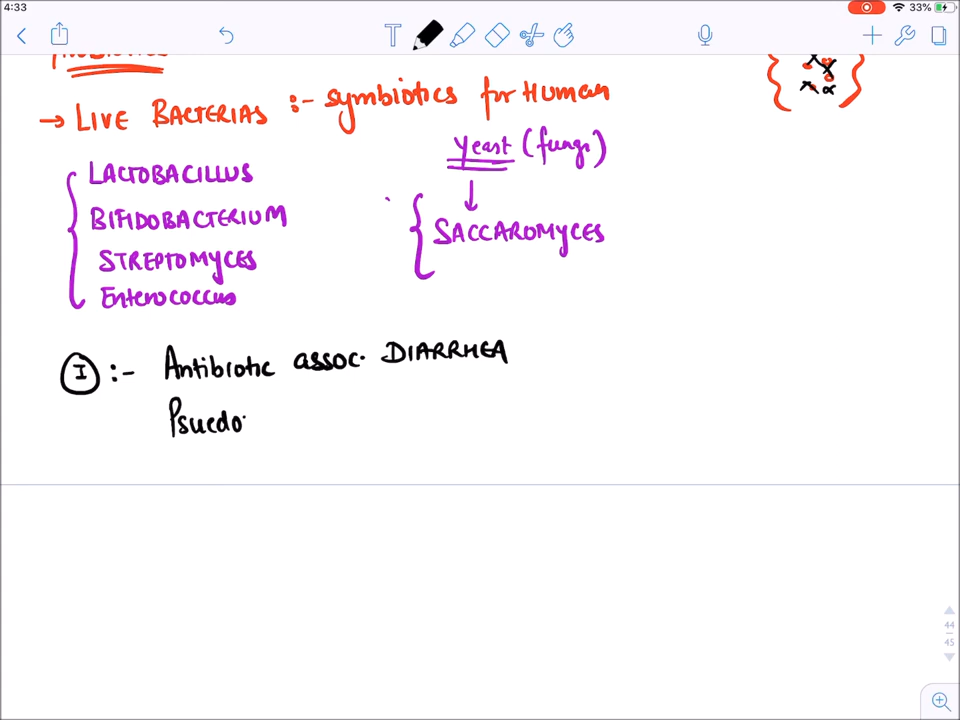 4:33
33%
→ LIVE BACTERIAS :- symbiotics for Human
yeast (fungi)
LACTOBACILLUS
BIFIDOBACTERIUM
SACCAROMYCES
STREPTOMYCES
Enterococcus
I :- Antibiotic assoc. DIARRHEA
Psuedo.
44
45